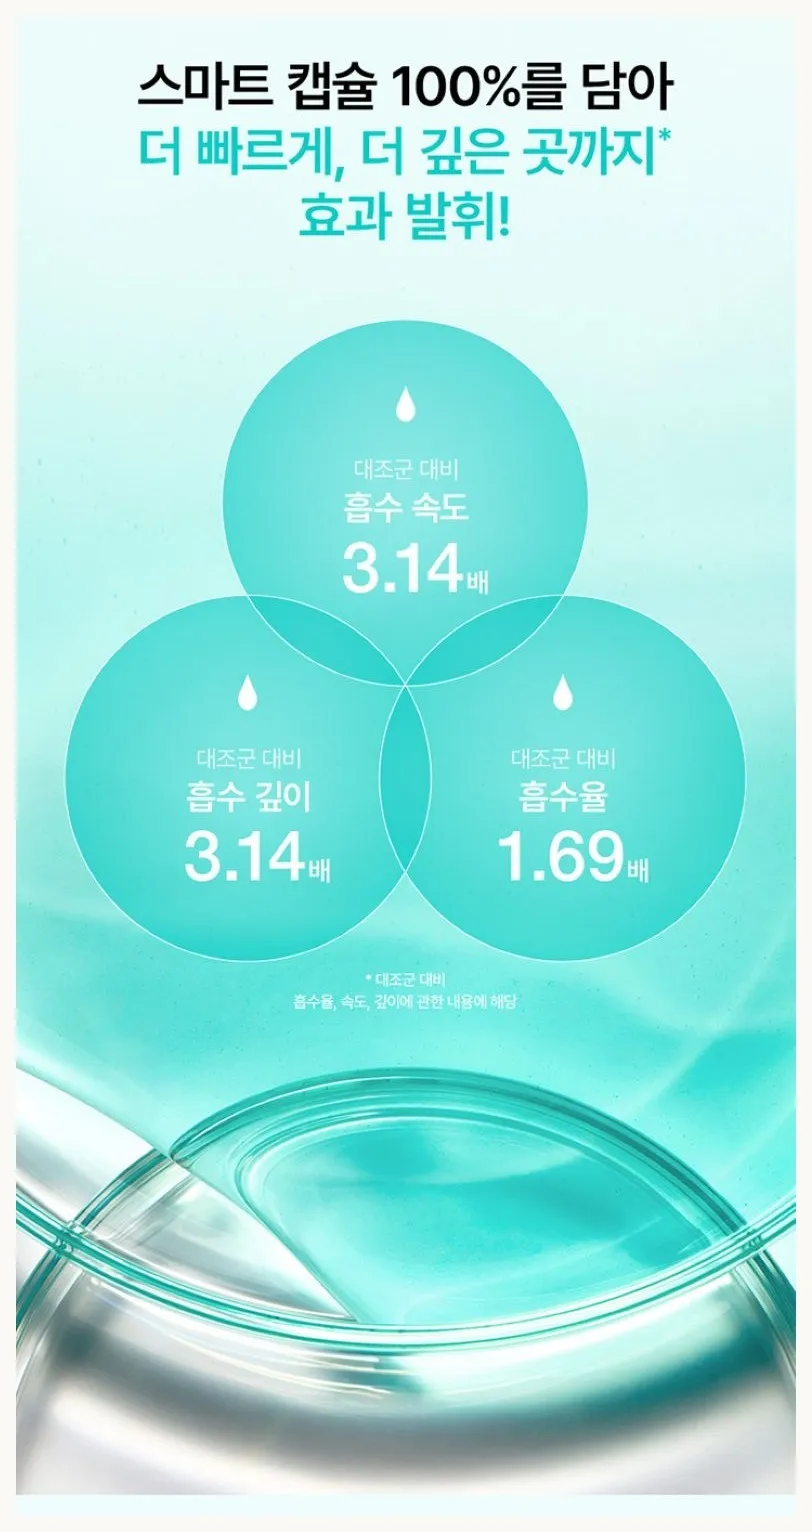 스마트 캡슐 100%를 담아
더 빠르게, 더 깊은 곳까지*
효과 발휘!
대조군 대비
흡수 속도
3.14배
대조군 대비
흡수 깊이
3.14배
대조군 대비
흡수율
1.69배
* 대조군 대비
흡수율, 속도, 깊이에 관한 내용에 해당